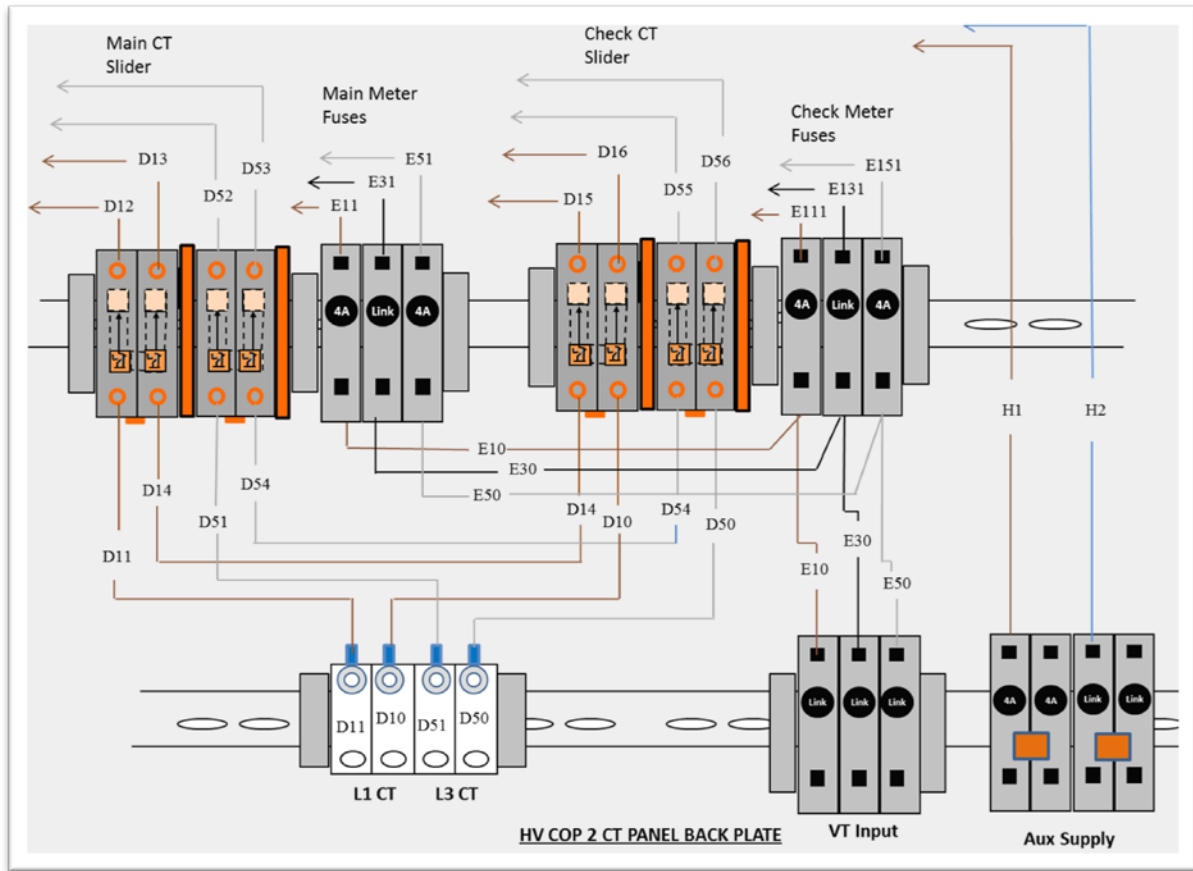 Main CT
Slider
Check CT
Slider
Main Meter
Fuses
Check Meter
Fuses
D13
D53
D16
D56
E51
E151
D12
D52
E31
D15
D55
E131
E11
E111
4A
Link
4A
4A
Link
4A
H1
H2
E10
E30
E50
D14
D54
D51
D11
D14
D10
D54
D50
E10
E30
E50
D11
D10
D51
D50
Link
Link
Link
4A
4A
Link
Link
L1 CT
L3 CT
HV COP 2 CT PANEL BACK PLATE
VT Input
Aux Supply